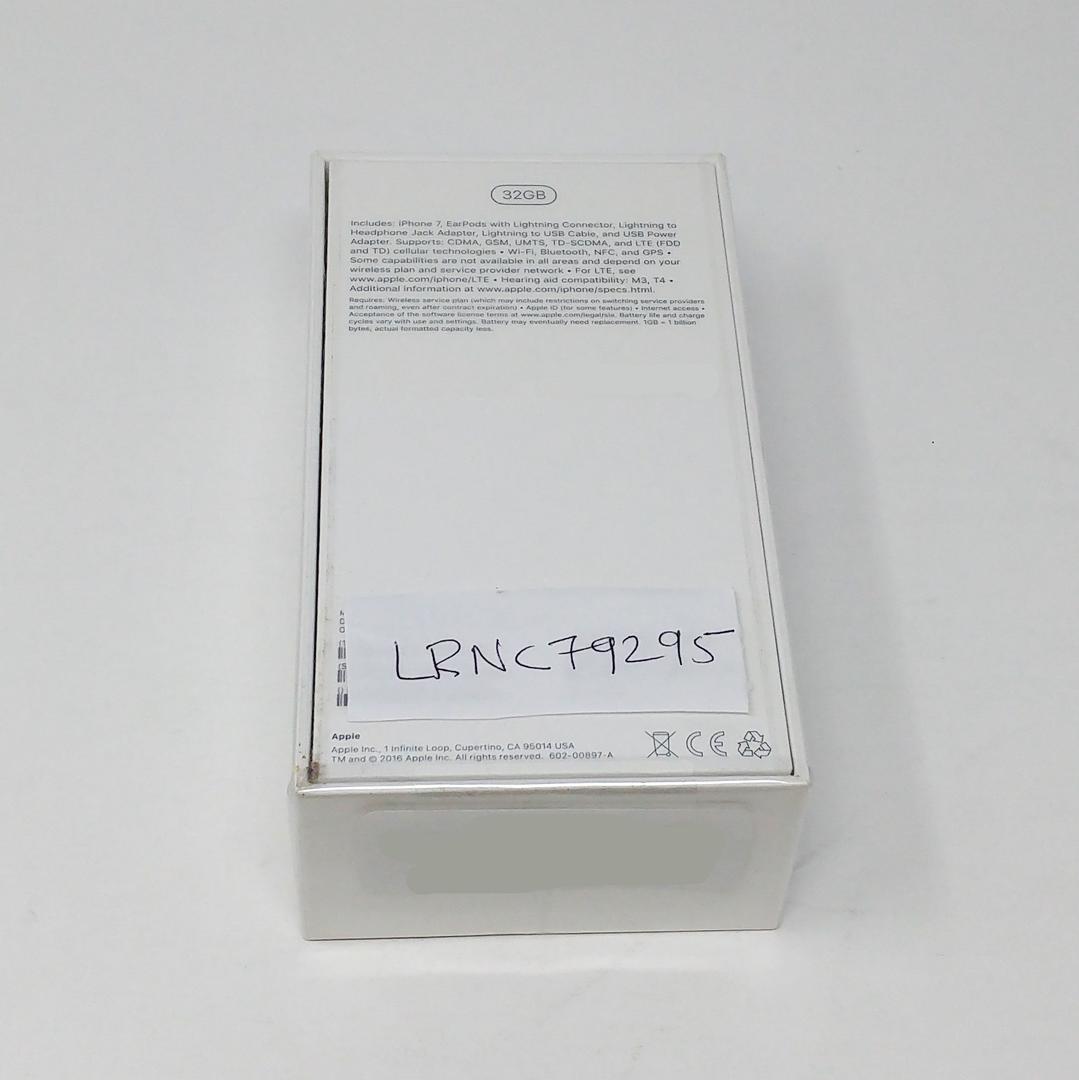 32GB
Includes: iPhone 7, EarPods with Lightning Connector, Lightning to
Headphone Jack Adapter, Lightning to USB Cable, and USB Power
Adapter. Supports: CDMA, GSM, UMTS, TD-SCDMA, and LTE (FDD
and TD) cellular technologies • Wi-Fi, Bluetooth, NFC, and GPS •
Some capabilities are not available in all areas and depend on your
wireless plan and service provider network • For LTE, see
www.apple.com/iphone/LTE • Hearing aid compatibility: M3, T4 •
Additional information at www.apple.com/iphone/specs.html.
Requires: Wireless service plan (which may include restrictions on switching service providers
and roaming, even after contract expiration) • Apple ID (for some features) • Internet access •
Acceptance of the software license terms at www.apple.com/legal/sla. Battery life and charge
cycles vary with use and settings. Battery may eventually need replacement. 1GB = 1 billion
bytes; actual formatted capacity less.
LRNC79295
Apple
Apple Inc., 1 Infinite Loop, Cupertino, CA 95014 USA
TM and © 2016 Apple Inc. All rights reserved. 602-00897-A
CE